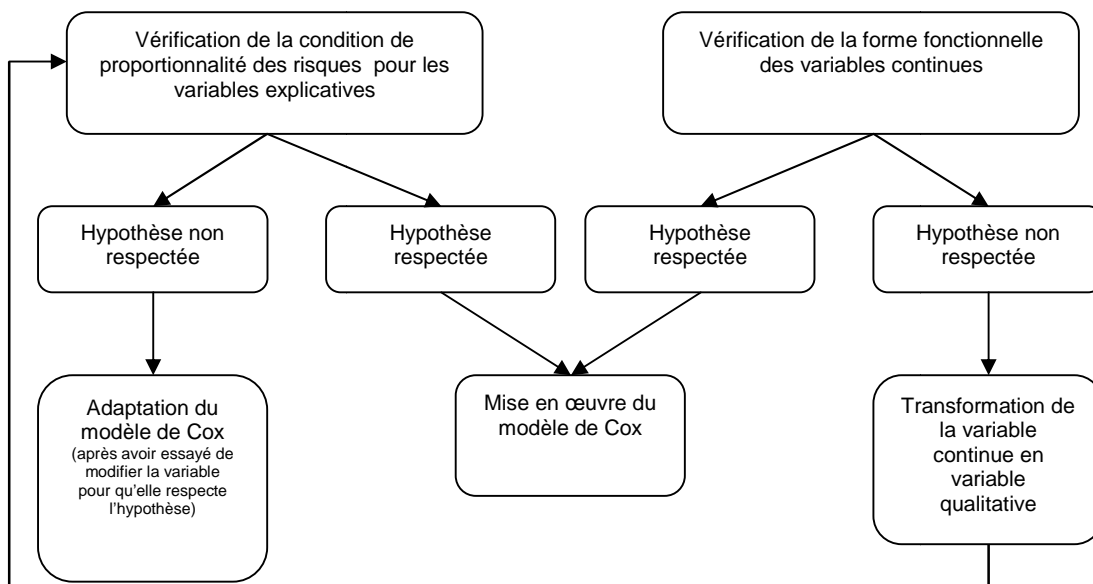 Vérification de la condition de
proportionnalité des risques pour les
variables explicatives
Vérification de la forme fonctionnelle
des variables continues
Hypothèse non
respectée
Hypothèse
respectée
Hypothèse
respectée
Hypothèse non
respectée
Adaptation du
modèle de Cox
(après avoir essayé de
modifier la variable
pour qu'elle respecte
l'hypothèse)
Mise en œuvre du
modèle de Cox
Transformation de
la variable
continue en
variable
qualitative